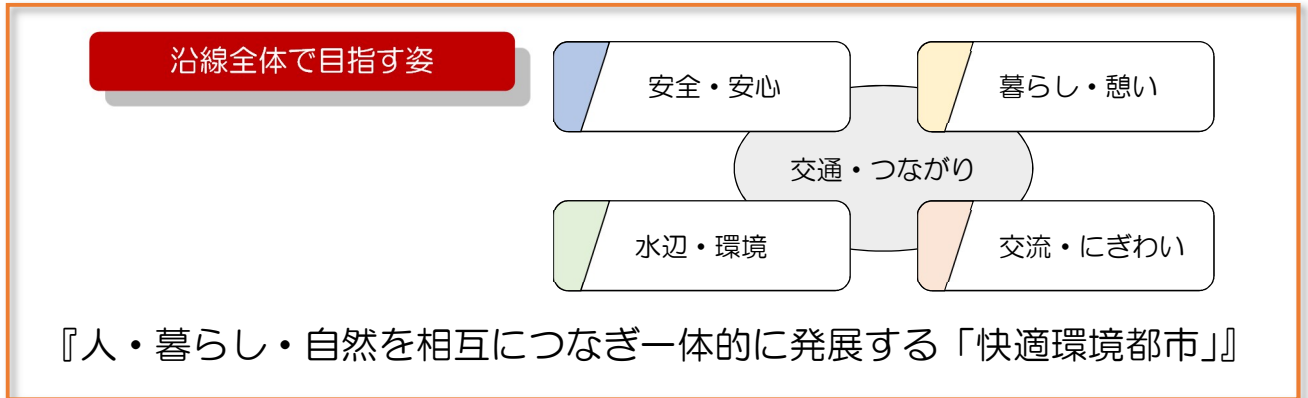 沿線全体で目指す姿
安全・安心
暮らし・憩い
交通・つながり
水辺・環境
交流・にぎわい
『人・暮らし・自然を相互につなぎ一体的に発展する「快適環境都市」』